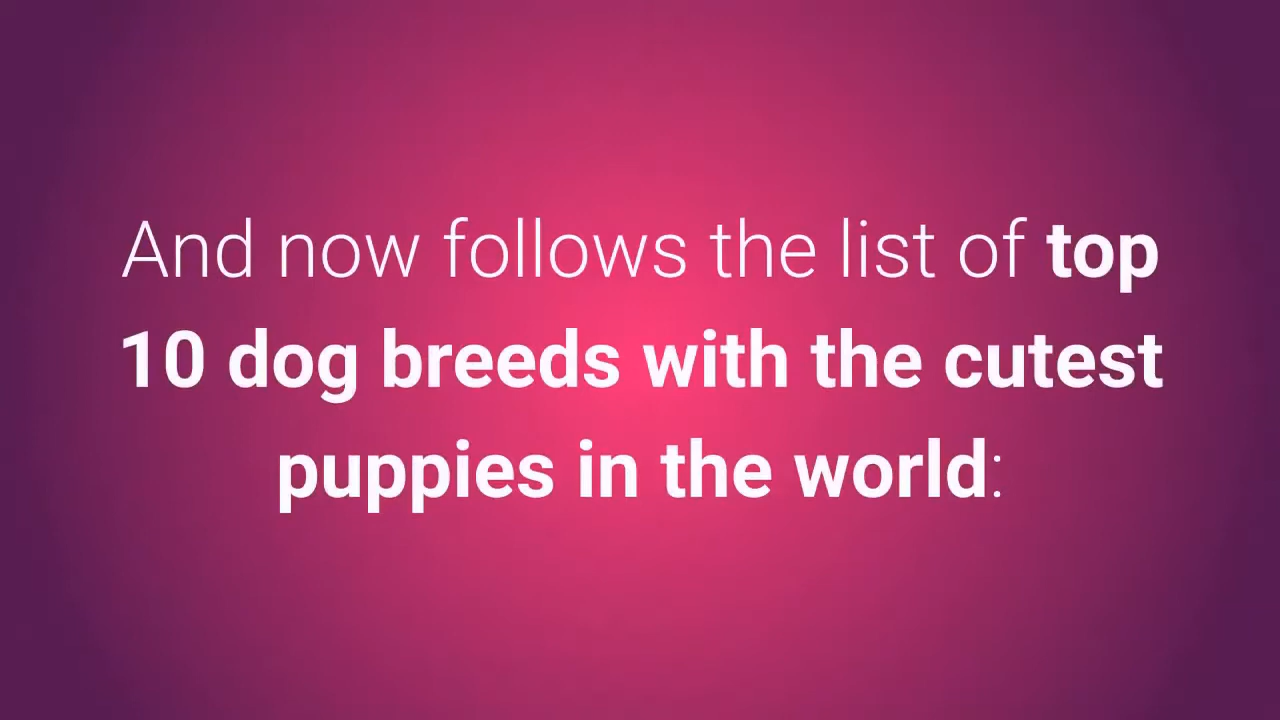 And now follows the list of top
10 dog breeds with the cutest
puppies in the world: